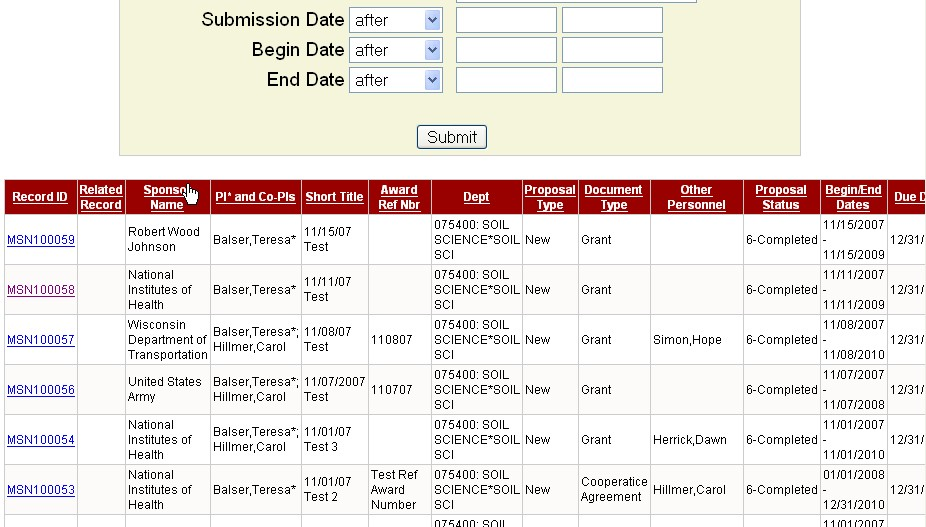 Submission Date after
Begin Date after
End Date after
Submit
Record ID Related Record Sponsor Name PI* and Co-PIs Short Title Award Ref Nbr Dept Proposal Type Document Type Other Personnel Proposal Status Begin/End Dates Due D
MSN100059 Robert Wood Johnson Balser,Teresa* 11/15/07 Test 075400: SOIL SCIENCE*SOIL SCI New Grant 6-Completed 11/15/2007 - 11/15/2009 12/31/
MSN100058 National Institutes of Health Balser,Teresa* 11/11/07 Test 075400: SOIL SCIENCE*SOIL SCI New Grant 6-Completed 11/11/2007 - 11/11/2009 12/31/
MSN100057 Wisconsin Department of Transportation Balser,Teresa*; Hillmer,Carol 11/08/07 Test 110807 075400: SOIL SCIENCE*SOIL SCI New Grant Simon,Hope 6-Completed 11/08/2007 - 11/08/2010 12/31/
MSN100056 United States Army Balser,Teresa*; Hillmer,Carol 11/07/2007 Test 110707 075400: SOIL SCIENCE*SOIL SCI New Grant 6-Completed 11/07/2007 - 11/07/2008 12/31/
MSN100054 National Institutes of Health Balser,Teresa*; Hillmer,Carol 11/01/07 Test 3 075400: SOIL SCIENCE*SOIL SCI New Grant Herrick,Dawn 6-Completed 11/01/2007 - 11/01/2010 12/31/
MSN100053 National Institutes of Health Balser,Teresa* 11/01/07 Test 2 Test Ref Award Number 075400: SOIL SCIENCE*SOIL SCI New Cooperative Agreement Hillmer,Carol 6-Completed 01/01/2008 - 12/31/2010 12/31/
075400: SOIL 11/01/2007